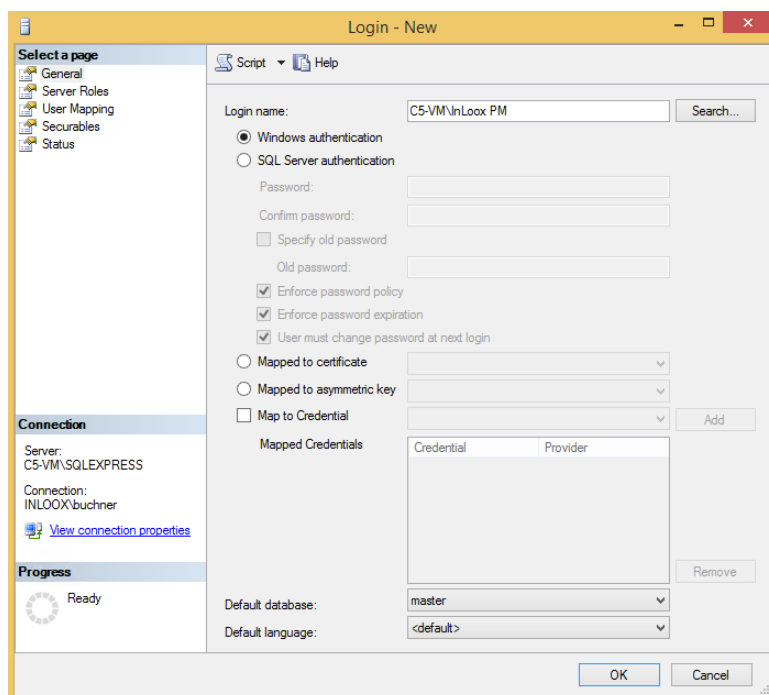 Login - New
Select a page
General
Server Roles
User Mapping
Securables
Status
Script
Help
Login name:
C5-VM\InLoox PM
Search...
Windows authentication
SQL Server authentication
Password:
Confirm password:
Specify old password
Old password:
Enforce password policy
Enforce password expiration
User must change password at next login
Mapped to certificate
Mapped to asymmetric key
Map to Credential
Add
Mapped Credentials
Credential Provider
Remove
Default database:
master
Default language:
<default>
Connection
Server:
C5-VM\SQLEXPRESS
Connection:
INLOOX\buchner
View connection properties
Progress
Ready
OK
Cancel